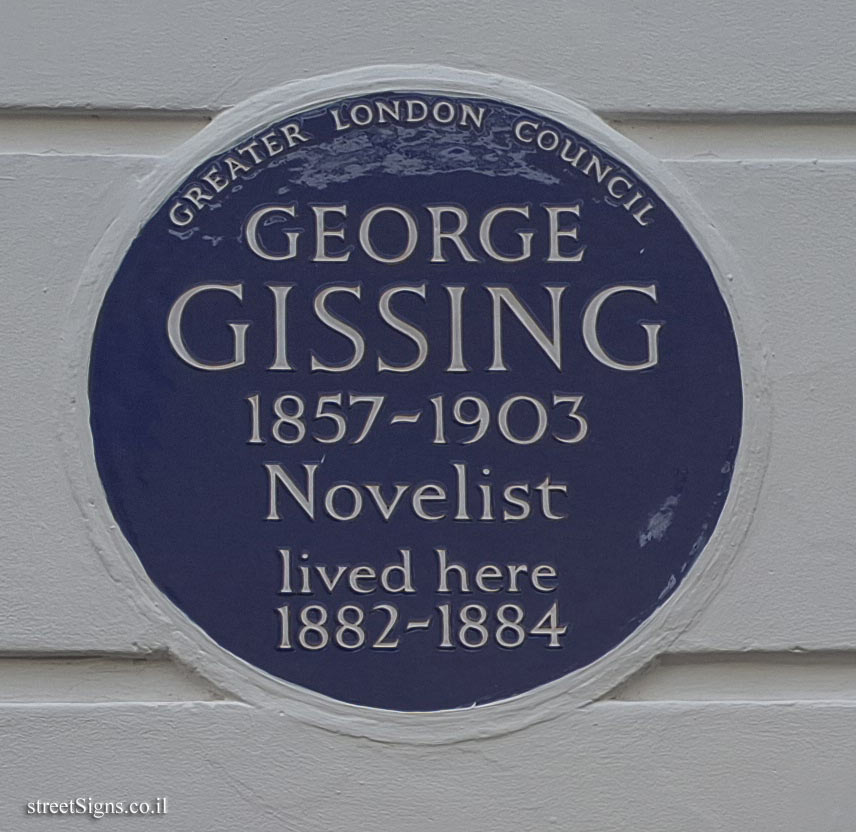 GREATER LONDON COUNCIL
GEORGE
GISSING
1857-1903
Novelist
lived here
1882-1884
streetSigns.co.il